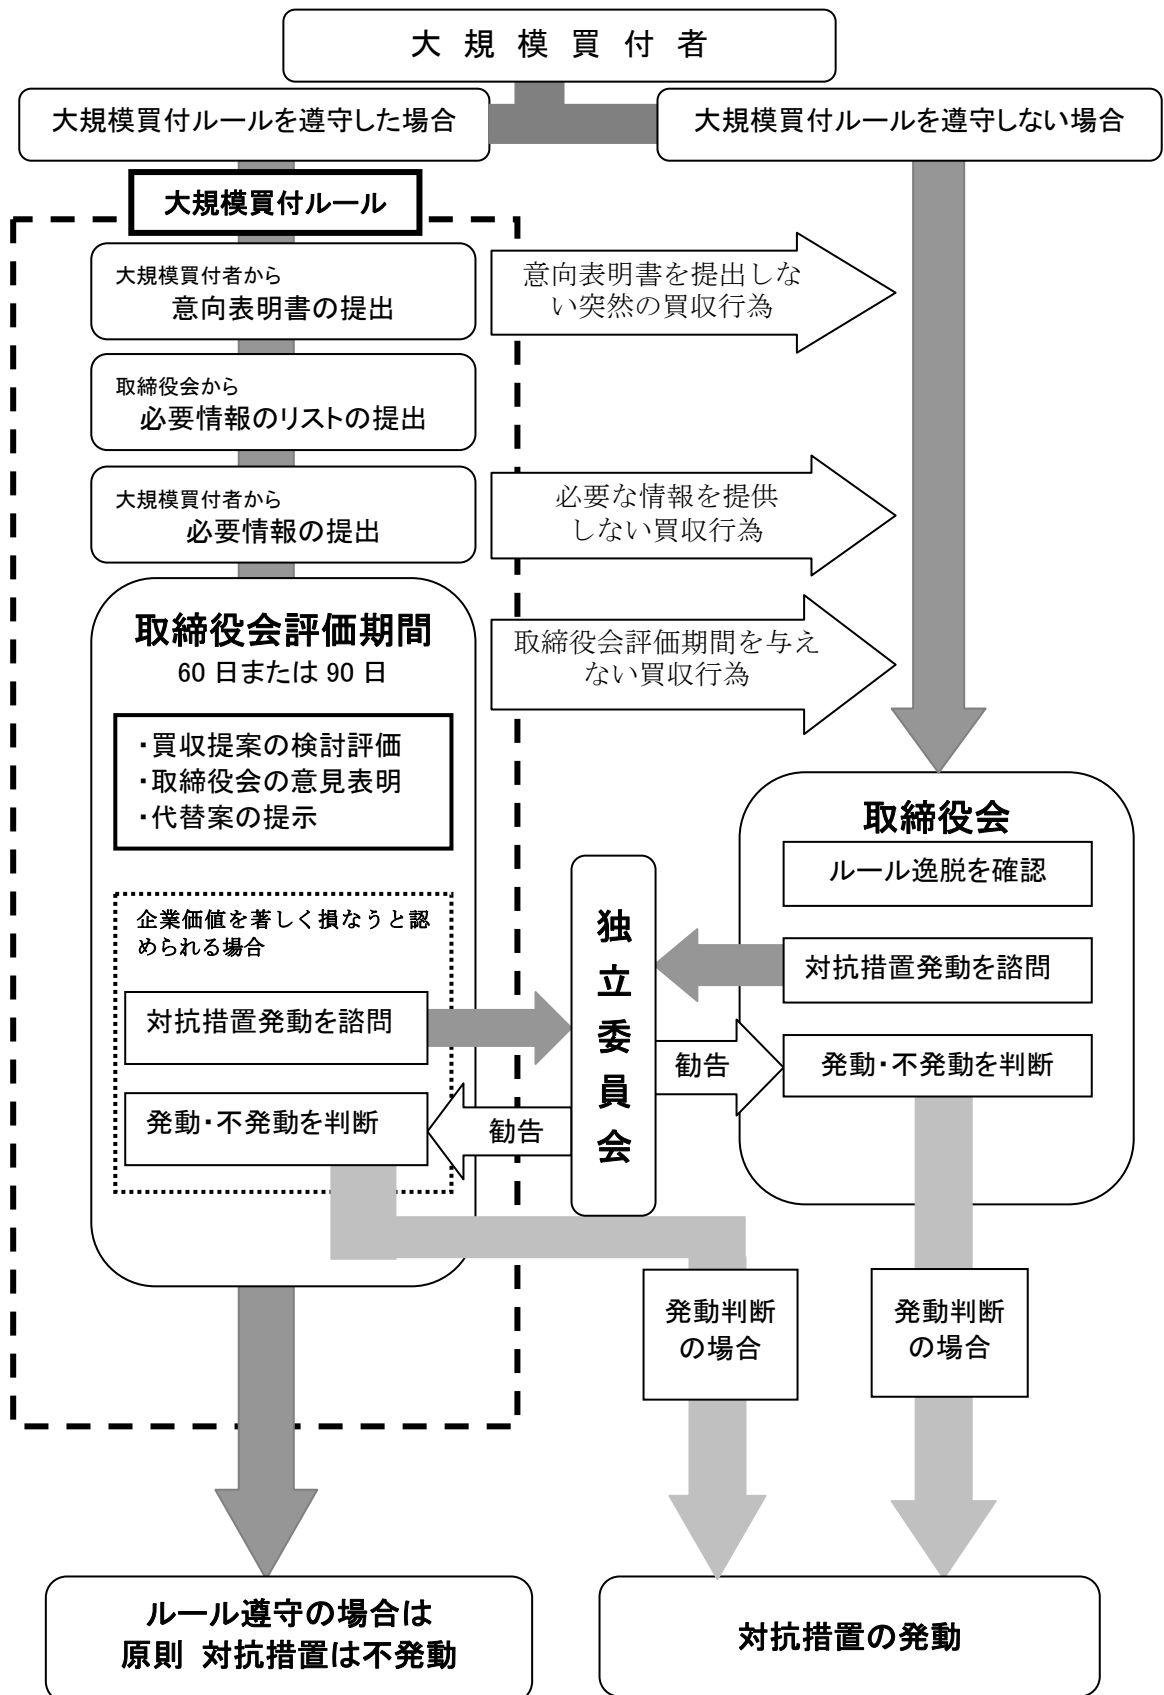 大 規 模 買 付 者
大規模買付ルールを遵守した場合
大規模買付ルールを遵守しない場合
大規模買付ルール
大規模買付者から
意向表明書の提出
意向表明書を提出しな
い突然の買収行為
取締役会から
必要情報のリストの提出
大規模買付者から
必要情報の提出
必要な情報を提供
しない買収行為
取締役会評価期間
60 日または 90 日
取締役会評価期間を与え
ない買収行為
・買収提案の検討評価
・取締役会の意見表明
・代替案の提示
取締役会
ルール逸脱を確認
企業価値を著しく損なうと認
められる場合
独
立
委
員
会
対抗措置発動を諮問
対抗措置発動を諮問
勧告
発動・不発動を判断
発動・不発動を判断
勧告
発動判断
の場合
発動判断
の場合
ルール遵守の場合は
原則 対抗措置は不発動
対抗措置の発動